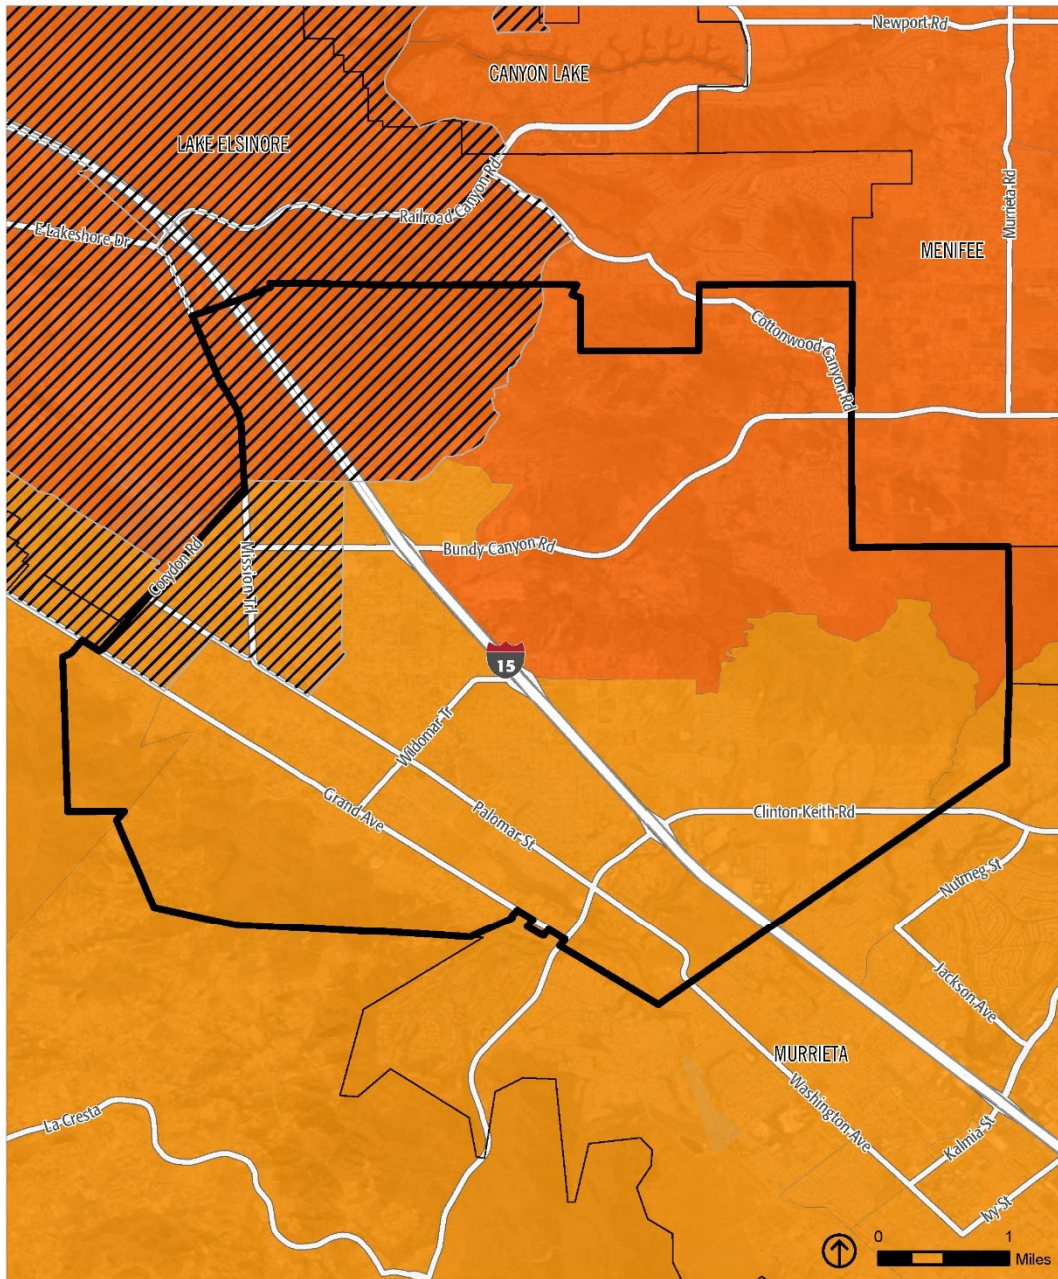 Newport Rd
CANYON LAKE
LAKE ELSINORE
Railroad Canyon Rd
Murrieta Rd
E Lakeshore Dr
MENIFEE
Cottonwood Canyon Rd
Corydon Rd
Mission Trl
Bundy Canyon Rd
15
Wildomar Tr
Grand Ave
Palomar St
Clinton Keith Rd
Nutmeg St
Jackson Ave
MURRIETA
Washington Ave
La Cresta
Kalmia St
Ivy St
0
1
Miles